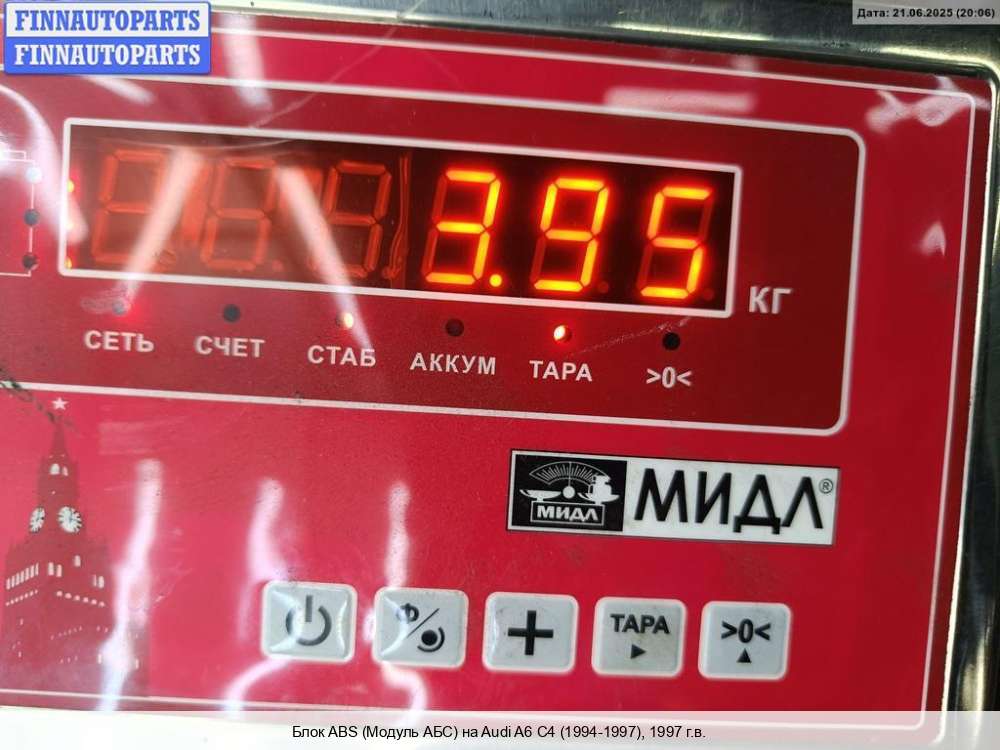 FINNAUTOPARTS
FINNAUTOPARTS
Дата: 21.06.2025 (20:06)
3.95
КГ
СЕТЬ СЧЕТ СТАБ АККУМ ТАРА >0<
МИДЛ МИДЛ®
Ф/ + ТАРА >0<
Блок ABS (Модуль АБС) на Audi A6 C4 (1994-1997), 1997 г.в.